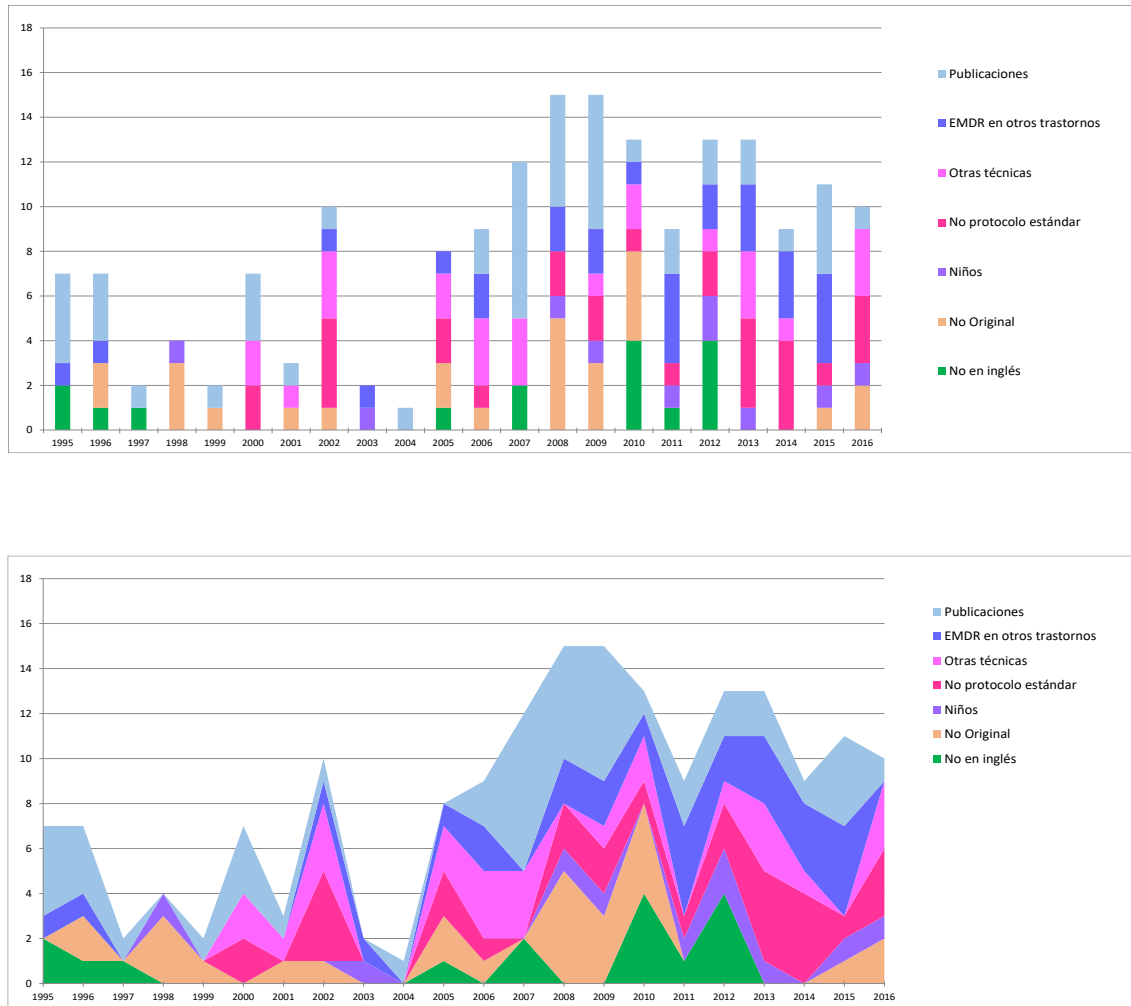 18
16
14
12
10
8
6
4
2
0
1995 1996 1997 1998 1999 2000 2001 2002 2003 2004 2005 2006 2007 2008 2009 2010 2011 2012 2013 2014 2015 2016
Publicaciones
EMDR en otros trastornos
Otras técnicas
No protocolo estándar
Niños
No Original
No en inglés
18
16
14
12
10
8
6
4
2
0
1995 1996 1997 1998 1999 2000 2001 2002 2003 2004 2005 2006 2007 2008 2009 2010 2011 2012 2013 2014 2015 2016
Publicaciones
EMDR en otros trastornos
Otras técnicas
No protocolo estándar
Niños
No Original
No en inglés